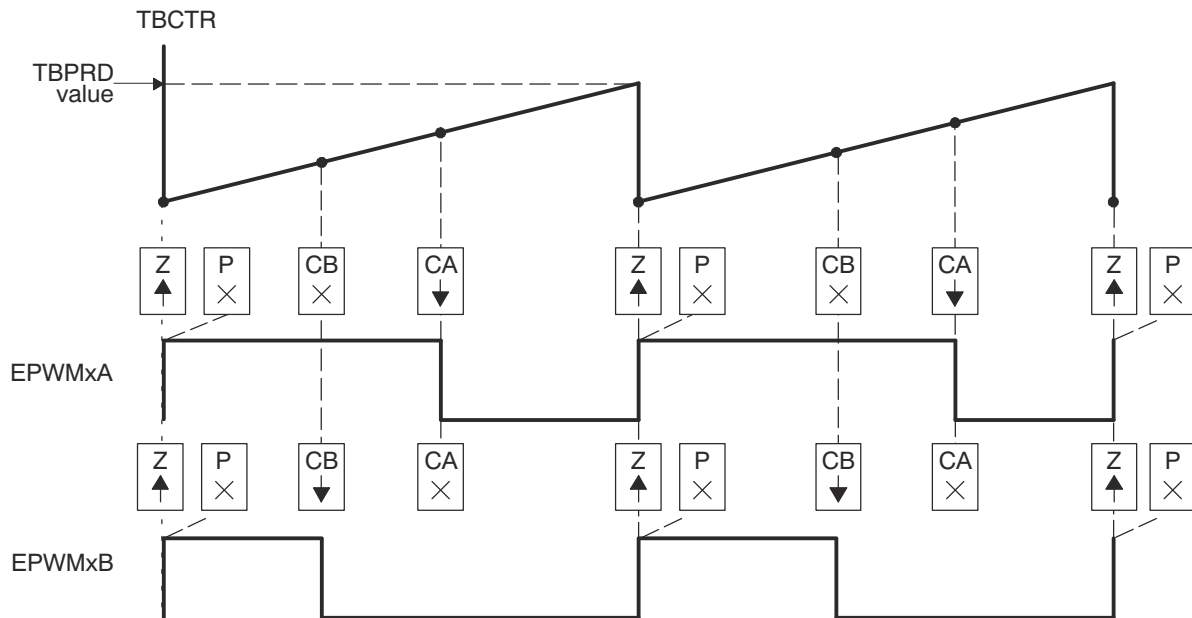 TBCTR
TBPRD
value
Z P CB CA Z P CB CA Z P
EPWMxA
Z P CB CA Z P CB CA Z P
EPWMxB